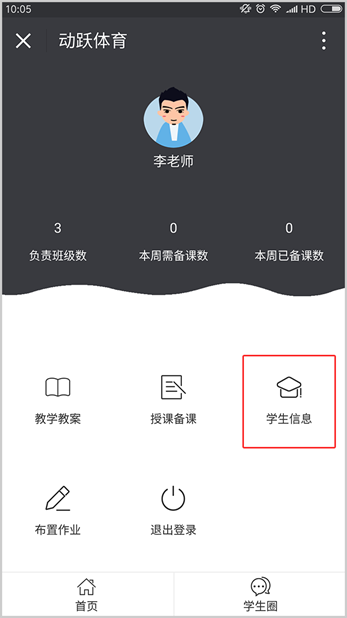 10:05 HD
动跃体育
李老师
3 0 0
负责班级数 本周需备课数 本周已备课数
教学教案 授课备课 学生信息
布置作业 退出登录
首页 学生圈